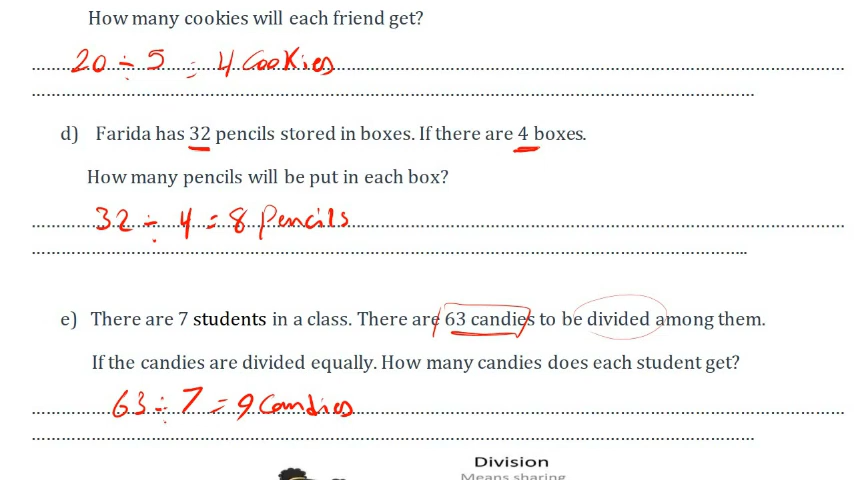 How many cookies will each friend get?
20 ÷ 5 = 4 Cookies
d) Farida has 32 pencils stored in boxes. If there are 4 boxes.
How many pencils will be put in each box?
32 ÷ 4 = 8 Pencils
e) There are 7 students in a class. There are 63 candies to be divided among them.
If the candies are divided equally. How many candies does each student get?
63 ÷ 7 = 9 Candies
Division
Means sharing